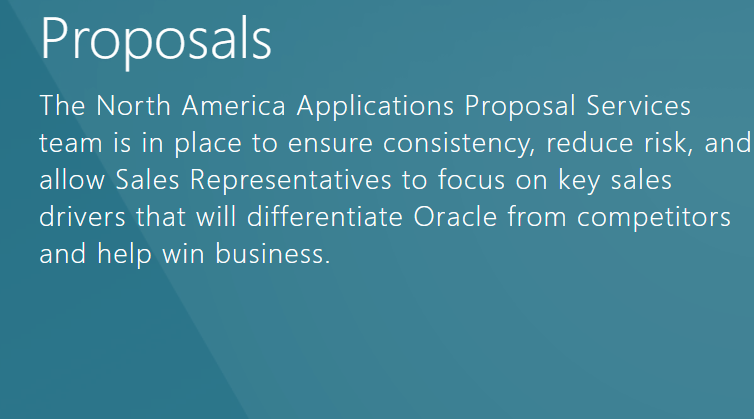 Proposals
The North America Applications Proposal Services
team is in place to ensure consistency, reduce risk, and
allow Sales Representatives to focus on key sales
drivers that will differentiate Oracle from competitors
and help win business.